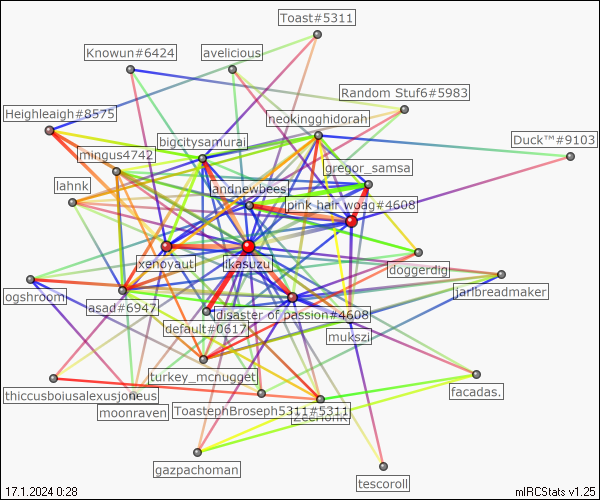 Toast#5311
Knowun#6424
avelicious
Random Stuf6#5983
Heighleaigh#8575
neokingghidorah
bigcitysamurai
Duck™#9103
mingus4742
gregor_samsa
lahnk
landnewbees
pink hair woag#4608
xenoyaut
ikasuzu
doggerdig
ogshroom
asad#6947
jarlbreadmaker
disaster of passion#4608
default#0617
mukszi
turkey_mcnugget
thiccusboiusalexusjoneus
facadas.
moonraven
ToastephBroseph5311#5311
gazpachoman
tescoroll
17.1.2024 0:28
mIRCStats v1.25